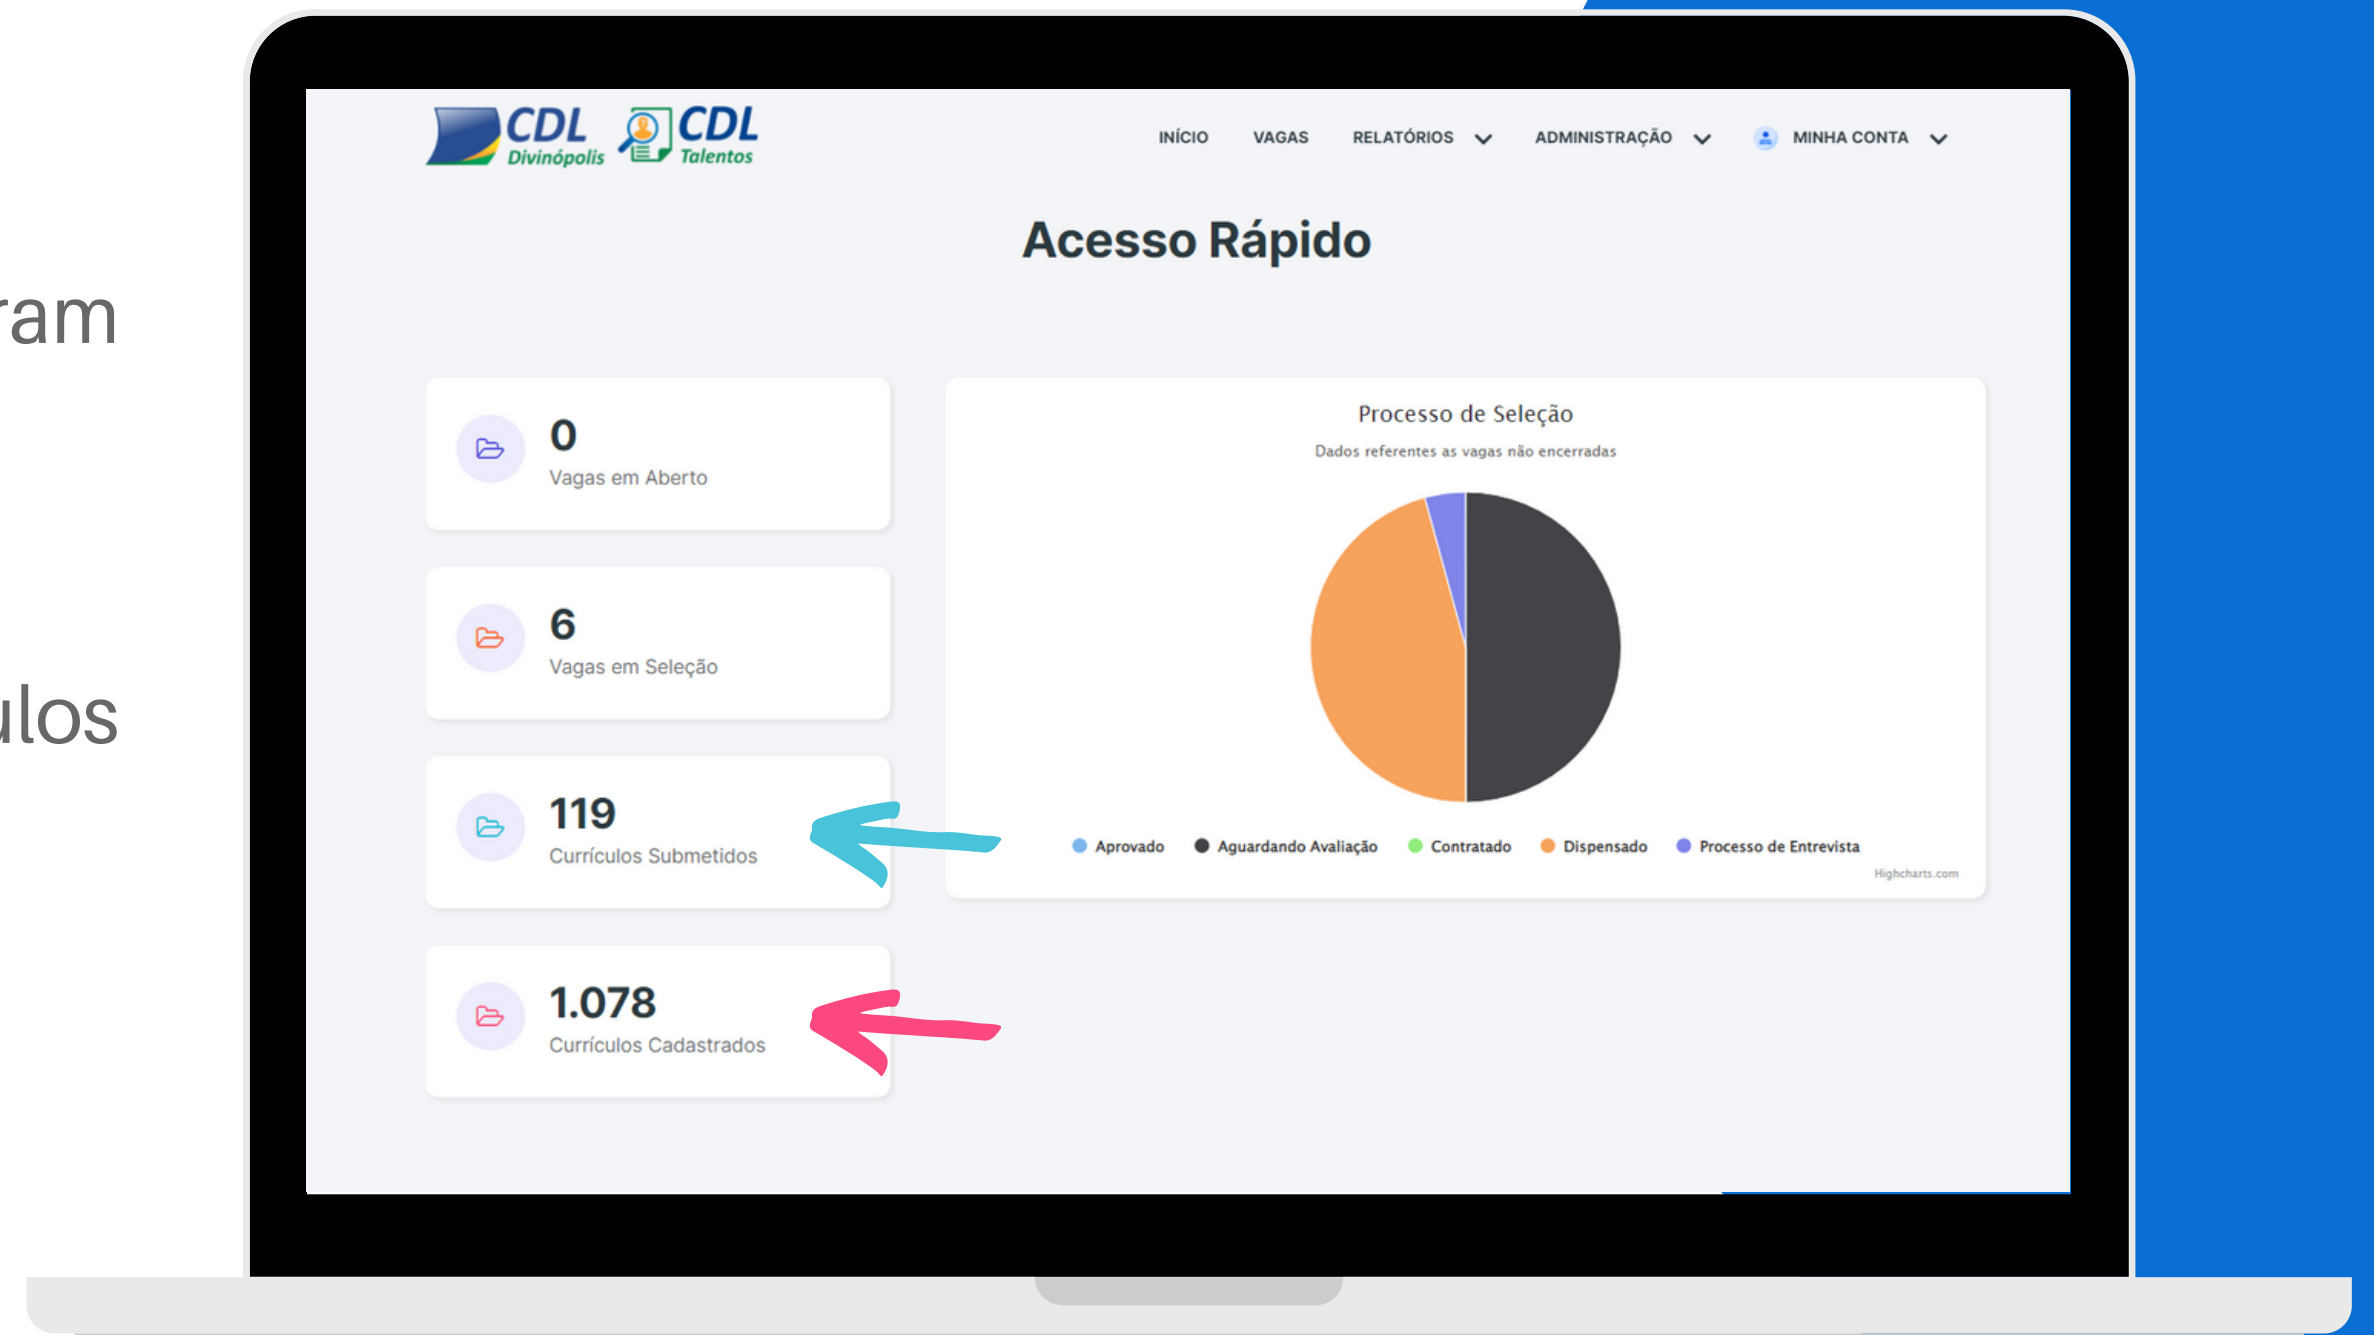 CDL
Divinópolis
CDL
Talentos
INÍCIO VAGAS RELATÓRIOS ADMINISTRAÇÃO MINHA CONTA
Acesso Rápido
ram
ulos
0
Vagas em Aberto
6
Vagas em Seleção
119
Currículos Submetidos
1.078
Currículos Cadastrados
Processo de Seleção
Dados referentes as vagas não encerradas
Aprovado Aguardando Avaliação Contratado Dispensado Processo de Entrevista
Highcharts.com